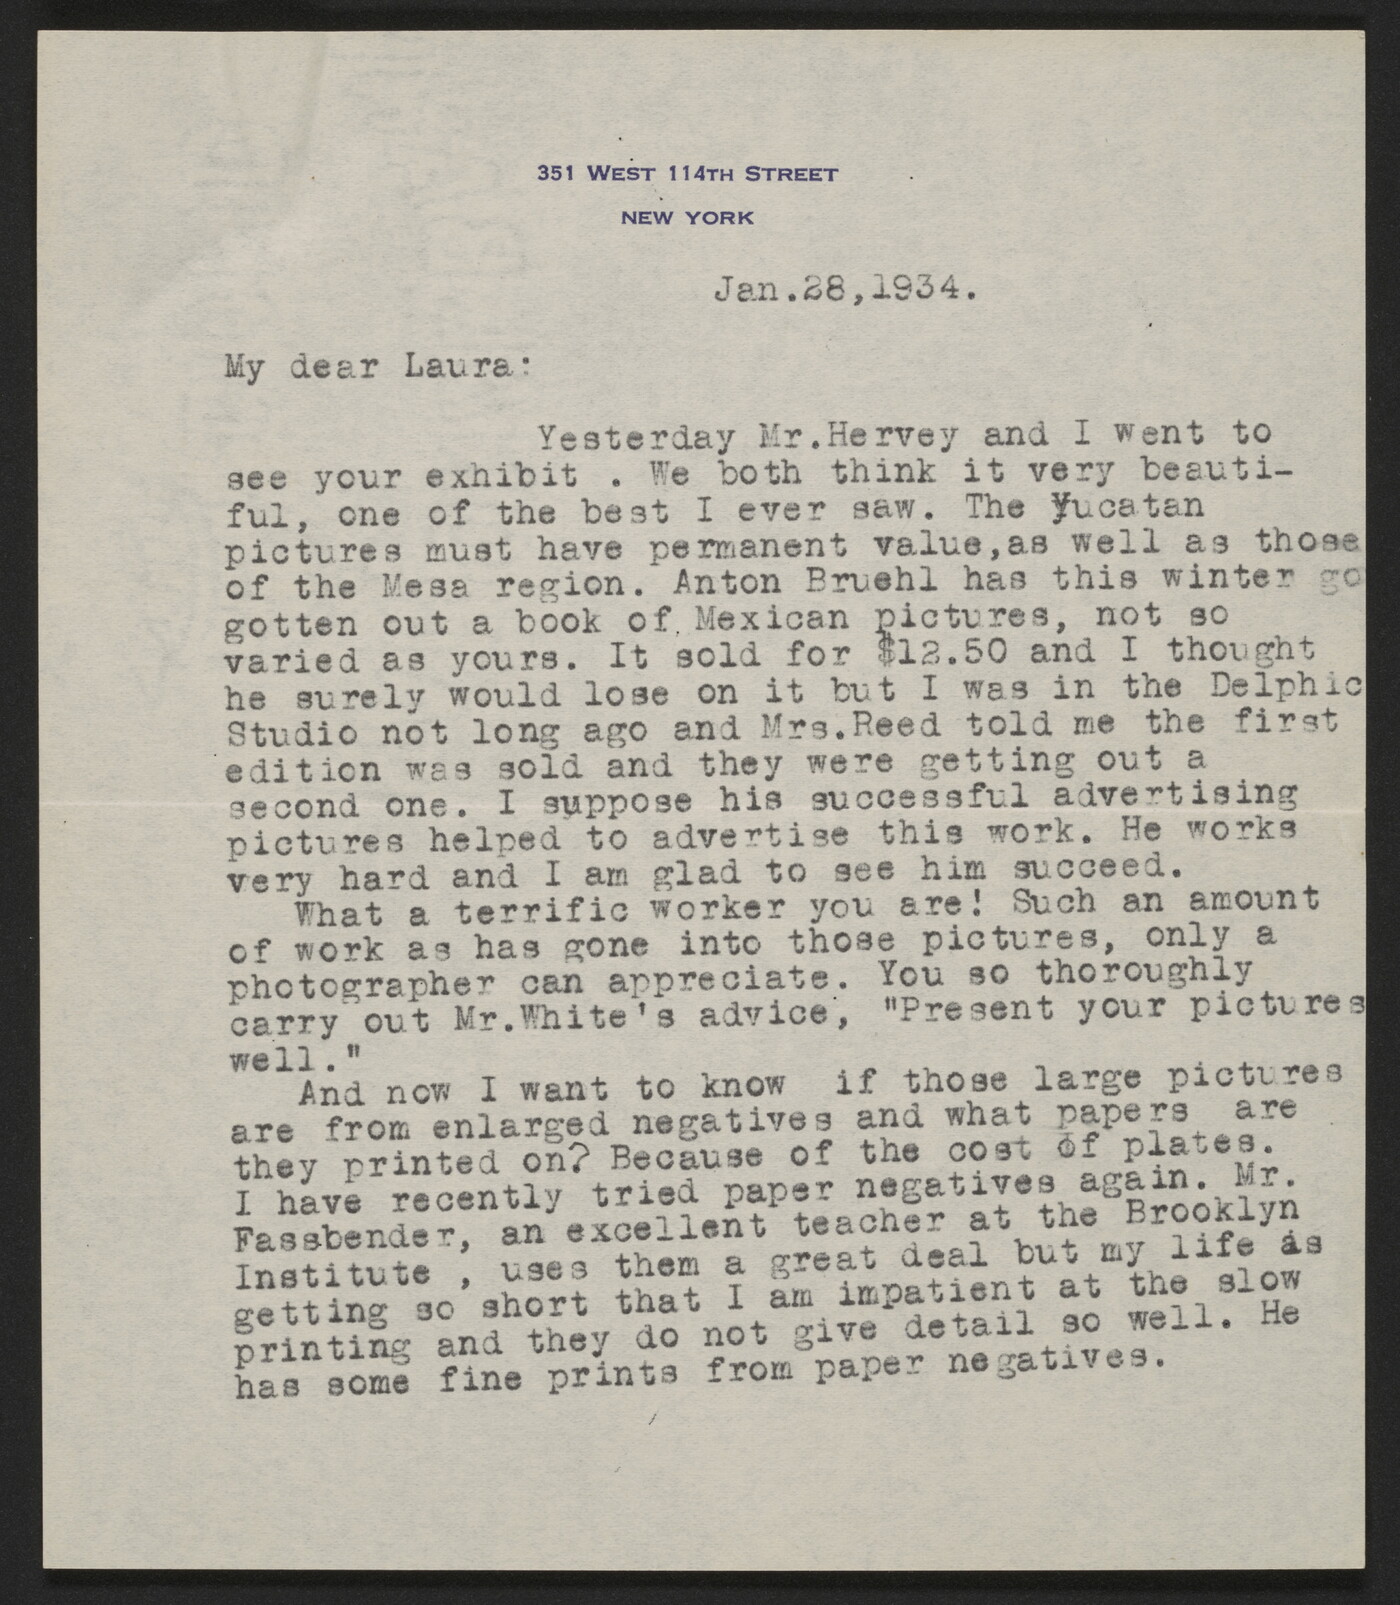 351 WEST 114TH STREET
NEW YORK
Jan.28,1934.
My dear Laura:
Yesterday Mr.Hervey and I went to
see your exhibit . We both think it very beauti-
ful, one of the best I ever saw. The Yucatan
pictures must have permanent value,as well as those
of the Mesa region. Anton Bruehl has this winter go
gotten out a book of Mexican pictures, not so
varied as yours. It sold for $12.50 and I thought
he surely would lose on it but I was in the Delphic
Studio not long ago and Mrs.Reed told me the first
edition was sold and they were getting out a
second one. I suppose his successful advertising
pictures helped to advertise this work. He works
very hard and I am glad to see him succeed.
What a terrific worker you are! Such an amount
of work as has gone into those pictures, only a
photographer can appreciate. You so thoroughly
carry out Mr.White's advice, "Present your pictures
well."
And now I want to know if those large pictures
are from enlarged negatives and what papers are
they printed on? Because of the cost of plates.
I have recently tried paper negatives again. Mr.
Fassbender, an excellent teacher at the Brooklyn
Institute , uses them a great deal but my life is
getting so short that I am impatient at the slow
printing and they do not give detail so well. He
has some fine prints from paper negatives.